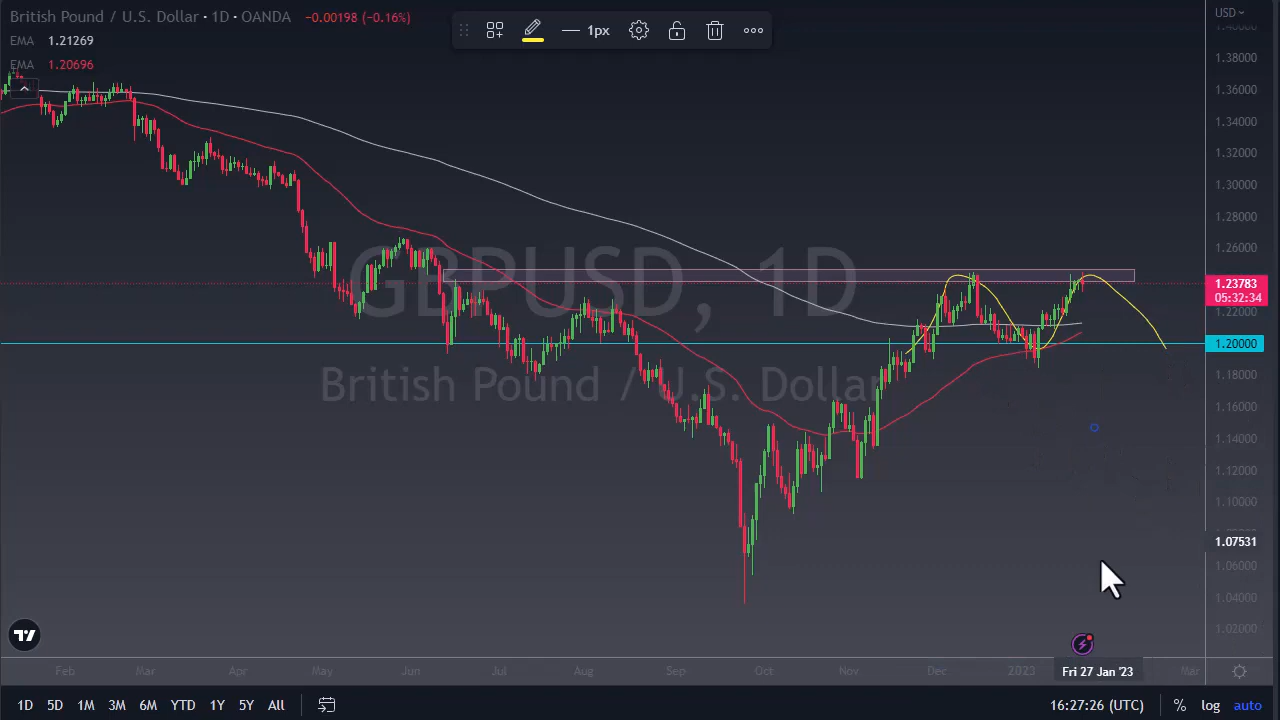 British Pound / U.S. Dollar · 1D · OANDA −0.00198 (−0.16%)
EMA 1.21269
EMA 1.20696
1px
USD
1.38000
1.36000
1.34000
1.32000
1.30000
1.28000
1.26000
1.23783
05:32:34
1.22000
1.20000
1.18000
1.16000
1.14000
1.12000
1.10000
1.07531
1.06000
1.04000
1.02000
GBPUSD, 1D
British Pound / U.S. Dollar
Feb Mar Apr May Jun Jul Aug Sep Oct Nov Dec 2023 Fri 27 Jan '23 Mar
1D 5D 1M 3M 6M YTD 1Y 5Y All 16:27:26 (UTC) % log auto